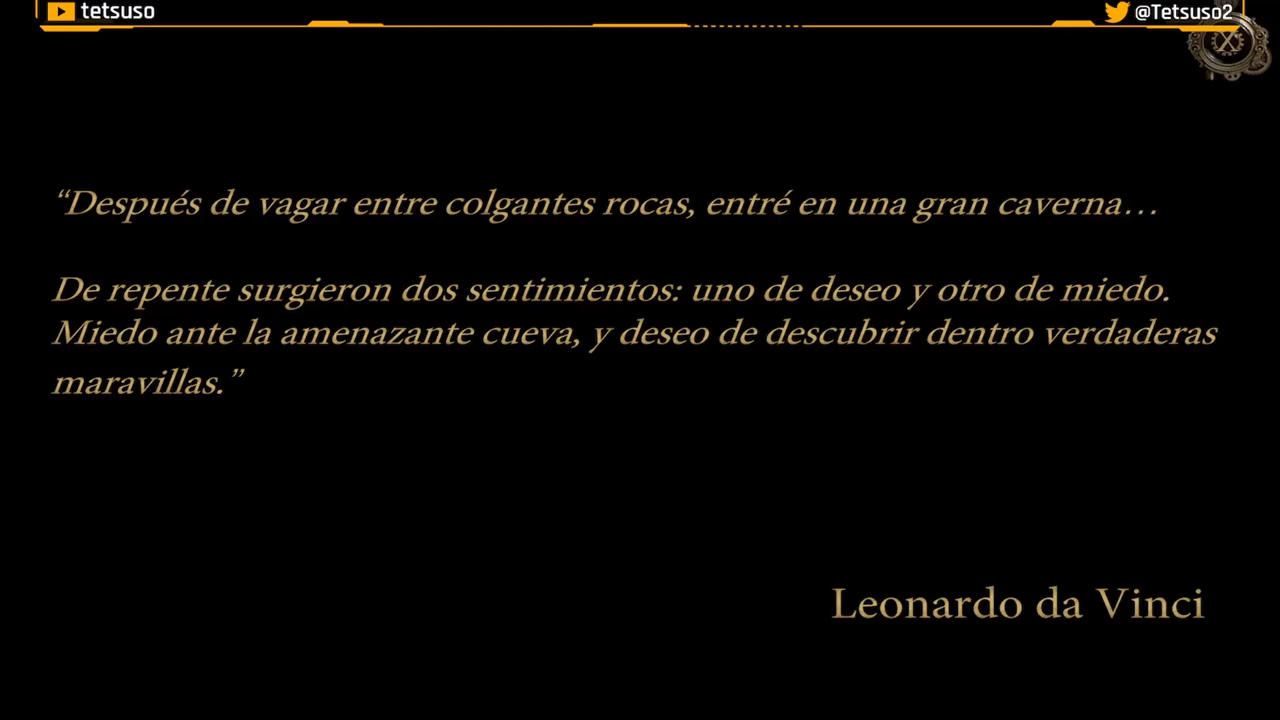 tetsuso
@Tetsuso2
“Después de vagar entre colgantes rocas, entré en una gran caverna…
De repente surgieron dos sentimientos: uno de deseo y otro de miedo.
Miedo ante la amenazante cueva, y deseo de descubrir dentro verdaderas
maravillas.”
Leonardo da Vinci